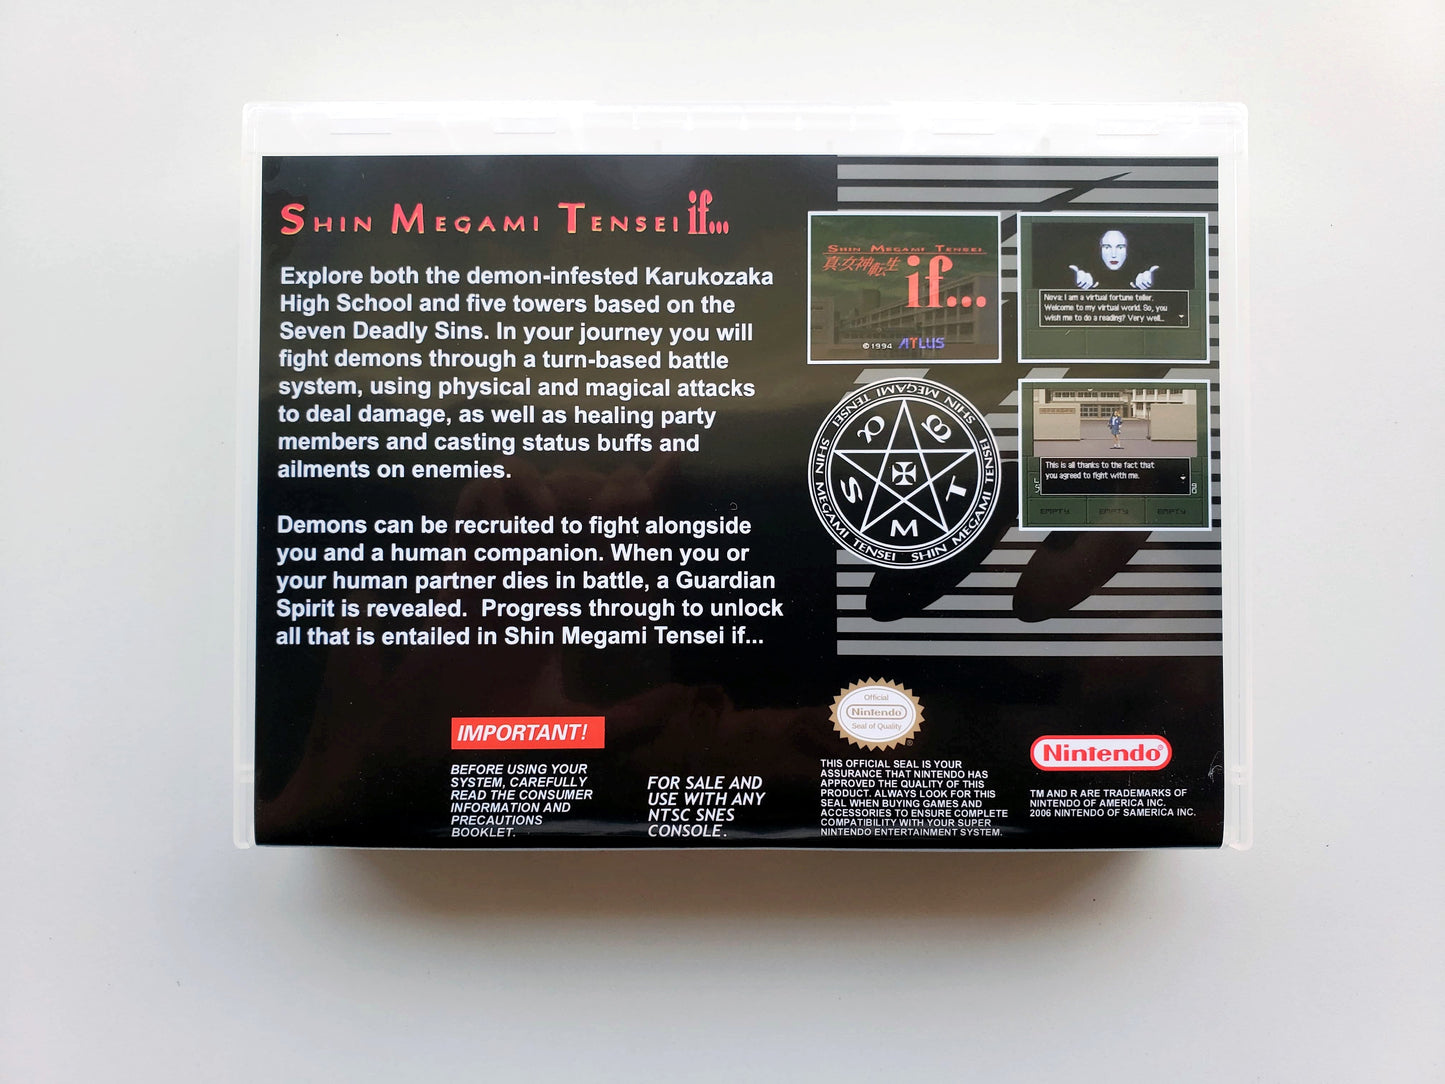 SHIN MEGAMI TENSEI if...
Explore both the demon-infested Karukozaka
High School and five towers based on the
Seven Deadly Sins. In your journey you will
fight demons through a turn-based battle
system, using physical and magical attacks
to deal damage, as well as healing party
members and casting status buffs and
ailments on enemies.
Demons can be recruited to fight alongside
you and a human companion. When you or
your human partner dies in battle, a Guardian
Spirit is revealed.  Progress through to unlock
all that is entailed in Shin Megami Tensei if...
SHIN MEGAMI TENSEI
真・女神転生
if...
©1994 ATLUS
Nova: I am a virtual fortune teller.
Welcome to my virtual world. So, you
wish me to do a reading? Very well...
SHIN MEGAMI TENSEI SHIN MEGAMI TENSEI SHIN MEGAMI TENSEI SHIN MEGAMI TENSEI
S M T
This is all thanks to the fact that
you agreed to fight with me.
EMPTY EMPTY EMPTY
IMPORTANT!
BEFORE USING YOUR
SYSTEM, CAREFULLY
READ THE CONSUMER
INFORMATION AND
PRECAUTIONS
BOOKLET.
FOR SALE AND
USE WITH ANY
NTSC SNES
CONSOLE.
Official
Nintendo
Seal of Quality
®
THIS OFFICIAL SEAL IS YOUR
ASSURANCE THAT NINTENDO HAS
APPROVED THE QUALITY OF THIS
PRODUCT. ALWAYS LOOK FOR THIS
SEAL WHEN BUYING GAMES AND
ACCESSORIES TO ENSURE COMPLETE
COMPATIBILITY WITH YOUR SUPER
NINTENDO ENTERTAINMENT SYSTEM.
Nintendo®
TM AND R ARE TRADEMARKS OF
NINTENDO OF AMERICA INC.
2006 NINTENDO OF SAMERICA INC.